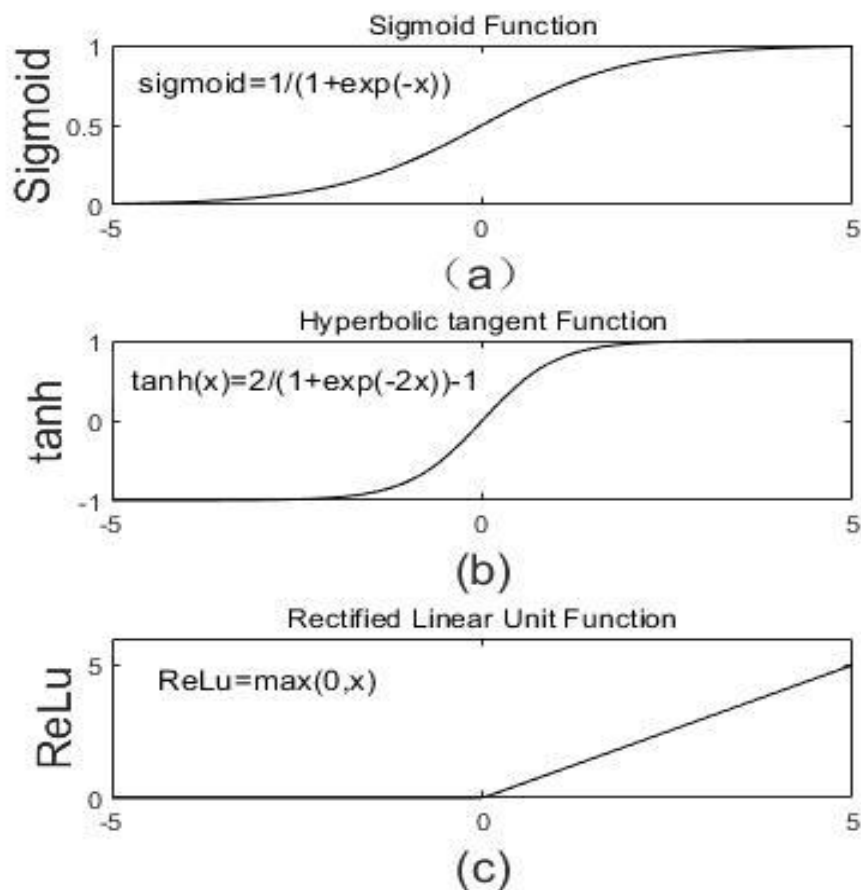 Sigmoid Function
1
sigmoid=1/(1+exp(-x))
Sigmoid
0.5
0
-5
0
5
（a）
Hyperbolic tangent Function
1
tanh(x)=2/(1+exp(-2x))-1
tanh
0
-1
-5
0
5
(b)
Rectified Linear Unit Function
5
ReLu=max(0,x)
ReLu
0
-5
0
5
(c)